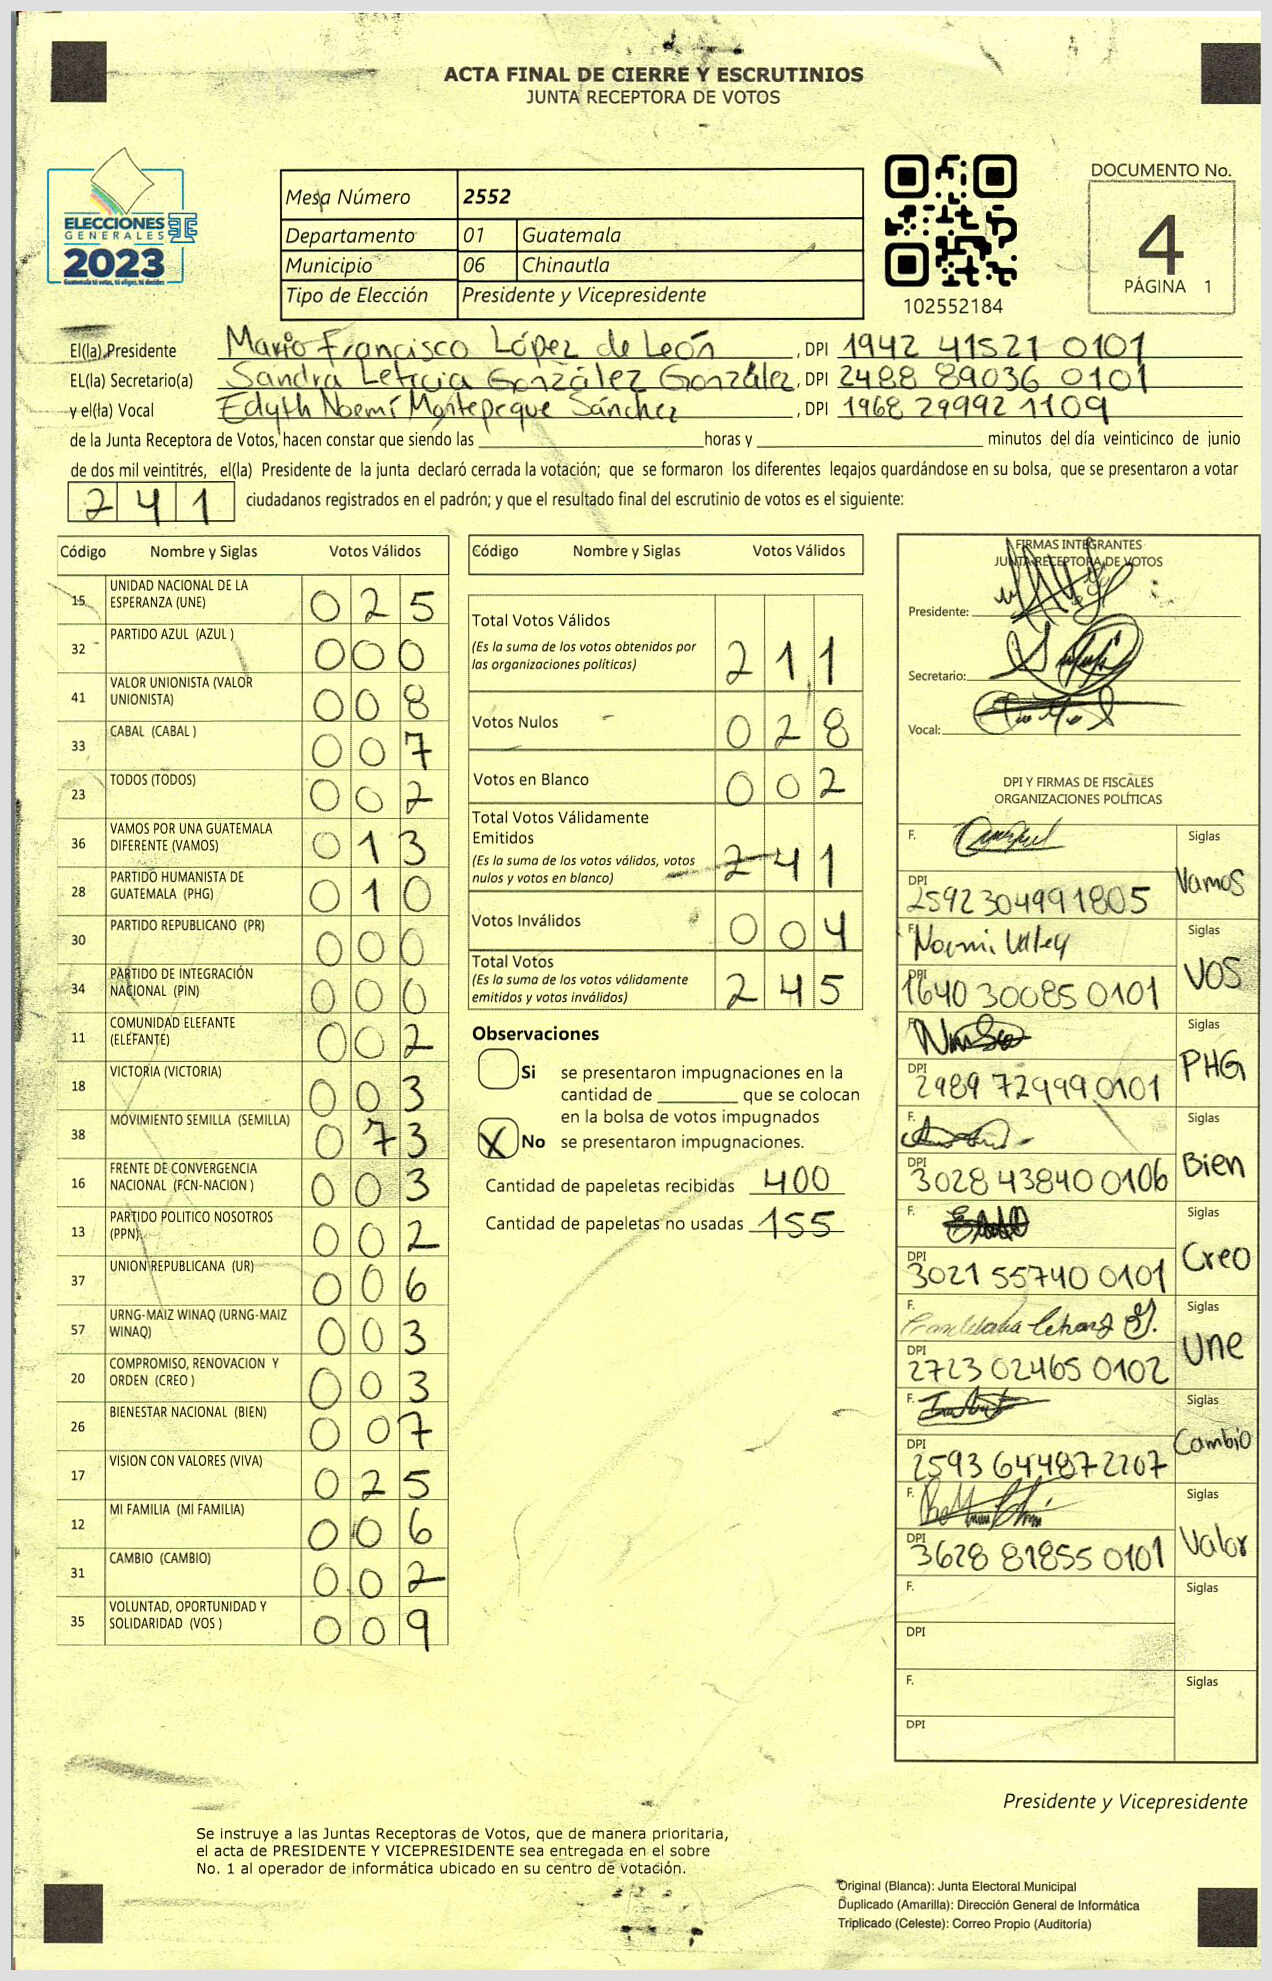 ACTA FINAL DE CIERRE Y ESCRUTINIOS
JUNTA RECEPTORA DE VOTOS
ELECCIONES
GENERALES
2023
Mesa Número 2552
Departamento 01 Guatemala
Municipio 06 Chinautla
Tipo de Elección Presidente y Vicepresidente
102552184
DOCUMENTO No.
4
PÁGINA 1
El(la) Presidente Mario Francisco López de León, DPI 1942 41521 0101
EL(la) Secretario(a) Sandra Leticia González González, DPI 2488 89036 0101
y el(la) Vocal Edyth Noemí Montepeque Sánchez, DPI 1968 29992 1109
de la Junta Receptora de Votos, hacen constar que siendo las ____ horas y ____ minutos del día veinticinco de junio
de dos mil veintitrés, el(la) Presidente de la junta declaró cerrada la votación; que se formaron los diferentes legajos quardándose en su bolsa, que se presentaron a votar
241 ciudadanos registrados en el padrón; y que el resultado final del escrutinio de votos es el siguiente:
Código Nombre y Siglas Votos Válidos
15 UNIDAD NACIONAL DE LA ESPERANZA (UNE) 025
32 PARTIDO AZUL (AZUL ) 000
41 VALOR UNIONISTA (VALOR UNIONISTA) 008
33 CABAL (CABAL ) 007
23 TODOS (TODOS) 002
36 VAMOS POR UNA GUATEMALA DIFERENTE (VAMOS) 013
28 PARTIDO HUMANISTA DE GUATEMALA (PHG) 010
30 PARTIDO REPUBLICANO (PR) 000
34 PARTIDO DE INTEGRACIÓN NACIONAL (PIN) 000
11 COMUNIDAD ELEFANTE (ELEFANTE) 002
18 VICTORIA (VICTORIA) 003
38 MOVIMIENTO SEMILLA (SEMILLA) 073
16 FRENTE DE CONVERGENCIA NACIONAL (FCN-NACION ) 003
13 PARTIDO POLITICO NOSOTROS (PPN) 002
37 UNION REPUBLICANA (UR) 006
57 URNG-MAIZ WINAQ (URNG-MAIZ WINAQ) 003
20 COMPROMISO, RENOVACION Y ORDEN (CREO ) 003
26 BIENESTAR NACIONAL (BIEN) 007
17 VISION CON VALORES (VIVA) 025
12 MI FAMILIA (MI FAMILIA) 006
31 CAMBIO (CAMBIO) 002
35 VOLUNTAD, OPORTUNIDAD Y SOLIDARIDAD (VOS ) 009
Código Nombre y Siglas Votos Válidos
Total Votos Válidos
(Es la suma de los votos obtenidos por las organizaciones políticas) 211
Votos Nulos 028
Votos en Blanco 002
Total Votos Válidamente Emitidos
(Es la suma de los votos válidos, votos nulos y votos en blanco) 241
Votos Inválidos 004
Total Votos
(Es la suma de los votos válidamente emitidos y votos inválidos) 245
Observaciones
Si se presentaron impugnaciones en la
cantidad de ____ que se colocan
en la bolsa de votos impugnados
X No se presentaron impugnaciones.
Cantidad de papeletas recibidas 400
Cantidad de papeletas no usadas 155
FIRMAS INTEGRANTES
JUNTA RECEPTORA DE VOTOS
Presidente:
Secretario:
Vocal:
DPI Y FIRMAS DE FISCALES
ORGANIZACIONES POLÍTICAS
F. Siglas
DPI 2592304991805 Vamos
F. Noemi Siglas
DPI 1640 30085 0101 VOS
F. Siglas
DPI 2989 72999 0101 PHG
F. Siglas
DPI 3028 43840 0106 Bien
F. Siglas
DPI 3021 55740 0101 Creo
F. Siglas
DPI 2723 02465 0102 Une
F. Siglas
DPI 2593 64487 2207 Cambio
F. Siglas
DPI 3628 81855 0101 Valor
F. Siglas
DPI
F. Siglas
DPI
Presidente y Vicepresidente
Se instruye a las Juntas Receptoras de Votos, que de manera prioritaria,
el acta de PRESIDENTE Y VICEPRESIDENTE sea entregada en el sobre
No. 1 al operador de informática ubicado en su centro de votación.
Original (Blanca): Junta Electoral Municipal
Duplicado (Amarilla): Dirección General de Informática
Triplicado (Celeste): Correo Propio (Auditoría)